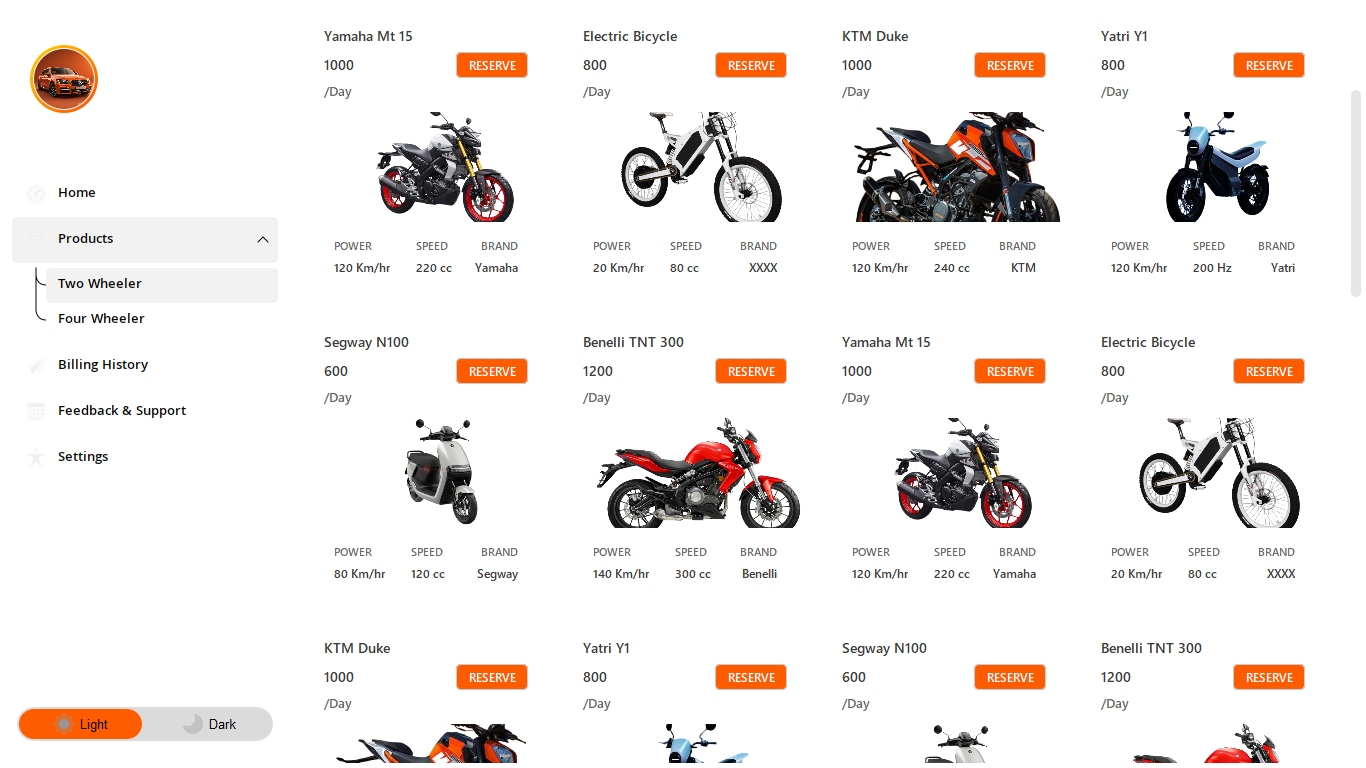 Home
Products
Two Wheeler
Four Wheeler
Billing History
Feedback & Support
Settings
Light
Dark
Yamaha Mt 15
1000
RESERVE
/Day
POWER SPEED BRAND
120 Km/hr 220 cc Yamaha
Electric Bicycle
800
RESERVE
/Day
POWER SPEED BRAND
20 Km/hr 80 cc XXXX
KTM Duke
1000
RESERVE
/Day
POWER SPEED BRAND
120 Km/hr 240 cc KTM
Yatri Y1
800
RESERVE
/Day
POWER SPEED BRAND
120 Km/hr 200 Hz Yatri
Segway N100
600
RESERVE
/Day
POWER SPEED BRAND
80 Km/hr 120 cc Segway
Benelli TNT 300
1200
RESERVE
/Day
POWER SPEED BRAND
140 Km/hr 300 cc Benelli
Yamaha Mt 15
1000
RESERVE
/Day
POWER SPEED BRAND
120 Km/hr 220 cc Yamaha
Electric Bicycle
800
RESERVE
/Day
POWER SPEED BRAND
20 Km/hr 80 cc XXXX
KTM Duke
1000
RESERVE
/Day
Yatri Y1
800
RESERVE
/Day
Segway N100
600
RESERVE
/Day
Benelli TNT 300
1200
RESERVE
/Day